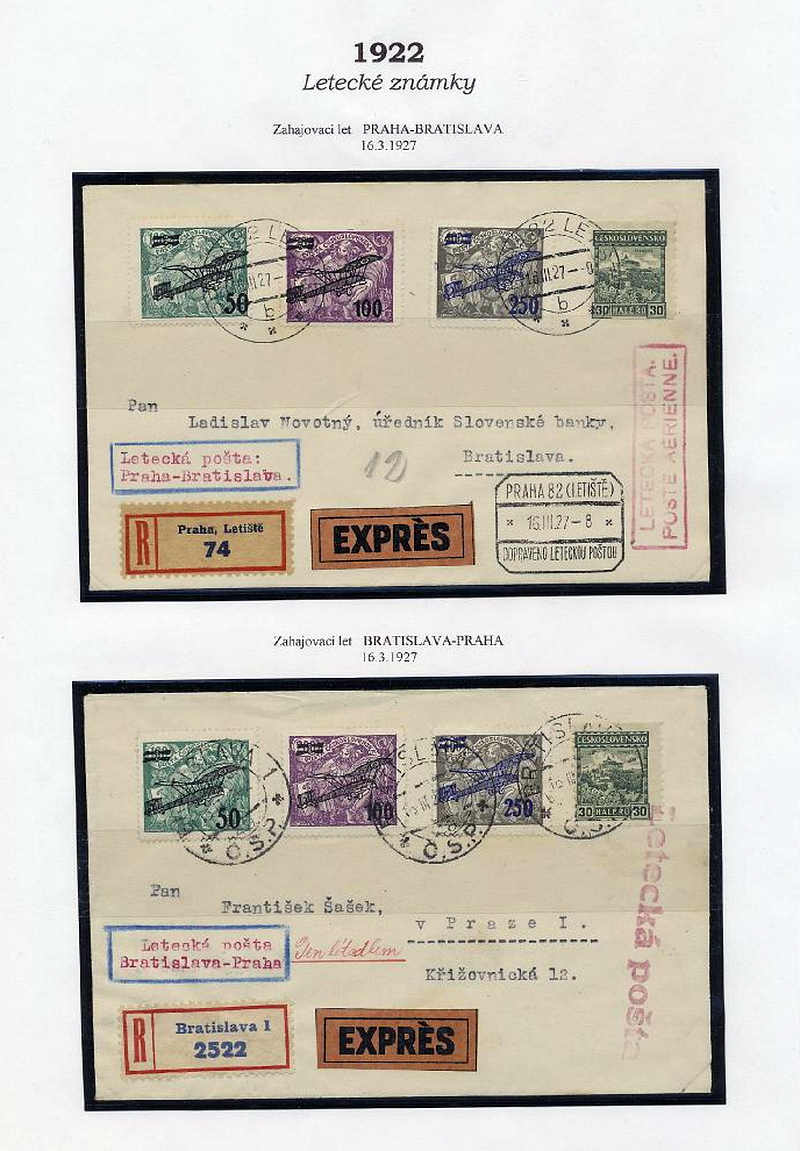 1922
Letecké známky
Zahajovací let PRAHA-BRATISLAVA
16.3.1927
50
100
250
ČESKOSLOVENSKO
30 HALÉŘŮ 30
b
b
Pan
Ladislav Novotný, úředník Slovenské banky,
Bratislava.
Letecká pošta:
Praha-Bratislava.
12
LETECKÁ POŠTA.
POSTE AÉRIENNE.
R
Praha, Letiště
74
EXPRÈS
PRAHA 82 (LETIŠTĚ)
* 16.III.27-8 *
DOPRAVENO LETECKOU POŠTOU
Zahajovací let BRATISLAVA-PRAHA
16.3.1927
50
100
250
ČESKOSLOVENSKO
30 HALÉŘŮ 30
Č.S.P.
Č.S.P.
Pan
František Šašek,
v Praze I.
Křižovnická 12.
Letecká pošta
Bratislava-Praha
Jen létadlem
Letecká pošta
R
Bratislava 1
2522
EXPRÈS